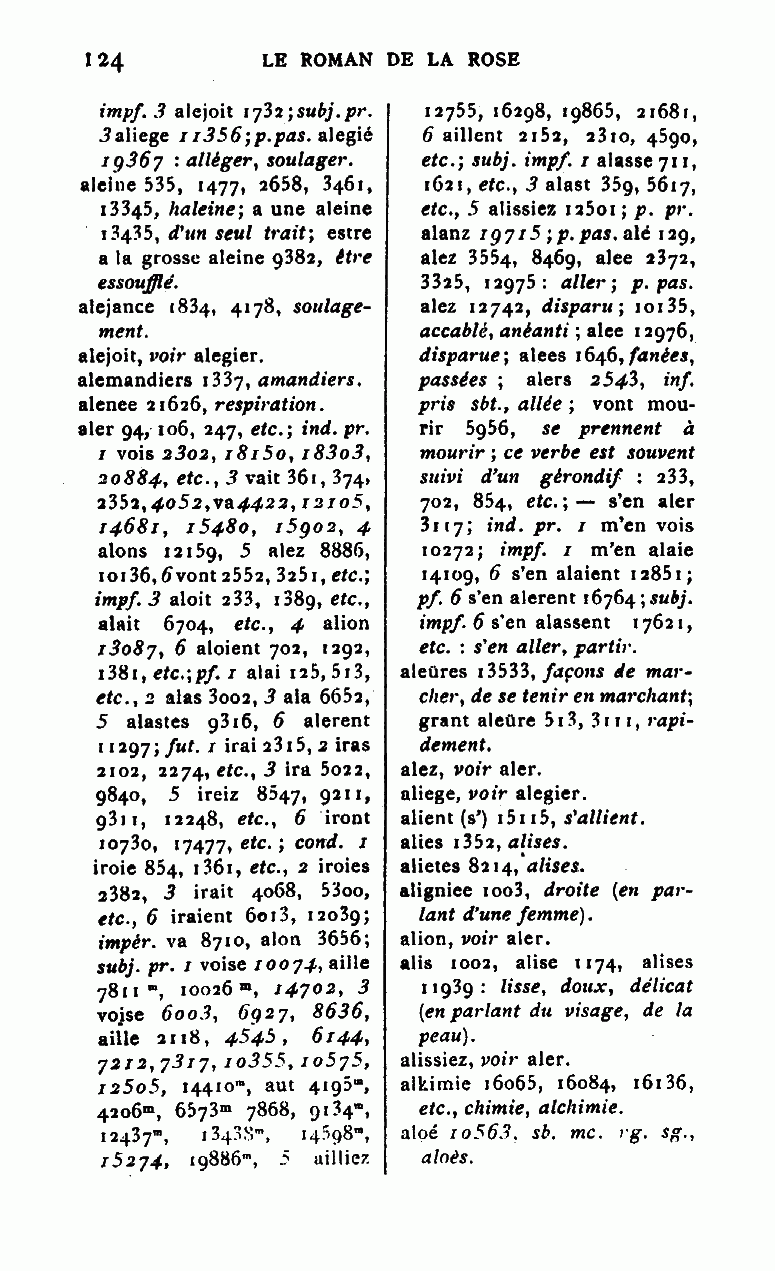 124 LE ROMAN DE LA ROSE
impf. 3 alejoit 1732; subj. pr.
3 aliege 11356; p. pas. alegié
19367 : alléger, soulager.
aleine 535, 1477, 2658, 3461,
13345, haleine; a une aleine
13435, d'un seul trait; estre
a la grosse aleine 9382, être
essoufflé.
alejance 1834, 4178, soulage-
ment.
alejoit, voir alegier.
alemandiers 1337, amandiers.
alenee 21626, respiration.
aler 94, 106, 247, etc.; ind. pr.
1 vois 2302, 18150, 18303,
20884, etc., 3 vait 361, 374,
2352, 4052, va 4422, 12105,
14681, 15480, 15902, 4
alons 12159, 5 alez 8886,
10136, 6 vont 2552, 3251, etc.;
impf. 3 aloit 233, 1389, etc.,
alait 6704, etc., 4 alion
13087, 6 aloient 702, 1292,
1381, etc.; pf. 1 alai 125, 513,
etc., 2 alas 3002, 3 ala 6652,
5 alastes 9316, 6 alerent
11297; fut. 1 irai 2315, 2 iras
2102, 2274, etc., 3 ira 5022,
9840, 5 ireiz 8547, 9211,
9311, 12248, etc., 6 iront
10730, 17477, etc. ; cond. 1
iroie 854, 1361, etc., 2 iroies
2382, 3 irait 4068, 5300,
etc., 6 iraient 6013, 12039;
impér. va 8710, alon 3656;
subj. pr. 1 voise 10074, aille
7811 ᵐ, 10026 ᵐ, 14702, 3
voise 6003, 6927, 8636,
aille 2118, 4545, 6144,
7212, 7317, 10355, 10575,
12505, 14410ᵐ, aut 4195ᵐ,
4206ᵐ, 6573ᵐ 7868, 9134ᵐ,
12437ᵐ, 13438ᵐ, 14598ᵐ,
15274, 19886ᵐ, 5 ailliez
12755, 16298, 19865, 21681,
6 aillent 2152, 2310, 4590,
etc.; subj. impf. 1 alasse 711,
1621, etc., 3 alast 359, 5617,
etc., 5 alissiez 12501 ; p. pr.
alanz 19715 ; p. pas. alé 129,
alez 3554, 8469, alee 2372,
3325, 12975 : aller ; p. pas.
alez 12742, disparu ; 10135,
accablé, anéanti ; alee 12976,
disparue ; alees 1646, fanées,
passées ; alers 2543, inf.
pris sbt., allée ; vont mou-
rir 5956, se prennent à
mourir ; ce verbe est souvent
suivi d'un gérondif : 233,
702, 854, etc. ; — s'en aler
3117; ind. pr. 1 m'en vois
10272; impf. 1 m'en alaie
14109, 6 s'en alaient 12851;
pf. 6 s'en alerent 16764; subj.
impf. 6 s'en alassent 17621,
etc. : s'en aller, partir.
aleüres 13533, façons de mar-
cher, de se tenir en marchant;
grant aleüre 513, 3111, rapi-
dement.
alez, voir aler.
aliege, voir alegier.
alient (s') 15115, s'allient.
alies 1352, alises.
alietes 8214, alises.
aligniee 1003, droite (en par-
lant d'une femme).
alion, voir aler.
alis 1002, alise 1174, alises
11939 : lisse, doux, délicat
(en parlant du visage, de la
peau).
alissiez, voir aler.
alkimie 16065, 16084, 16136,
etc., chimie, alchimie.
aloé 10563, sb. mc. rg. sg.,
aloès.